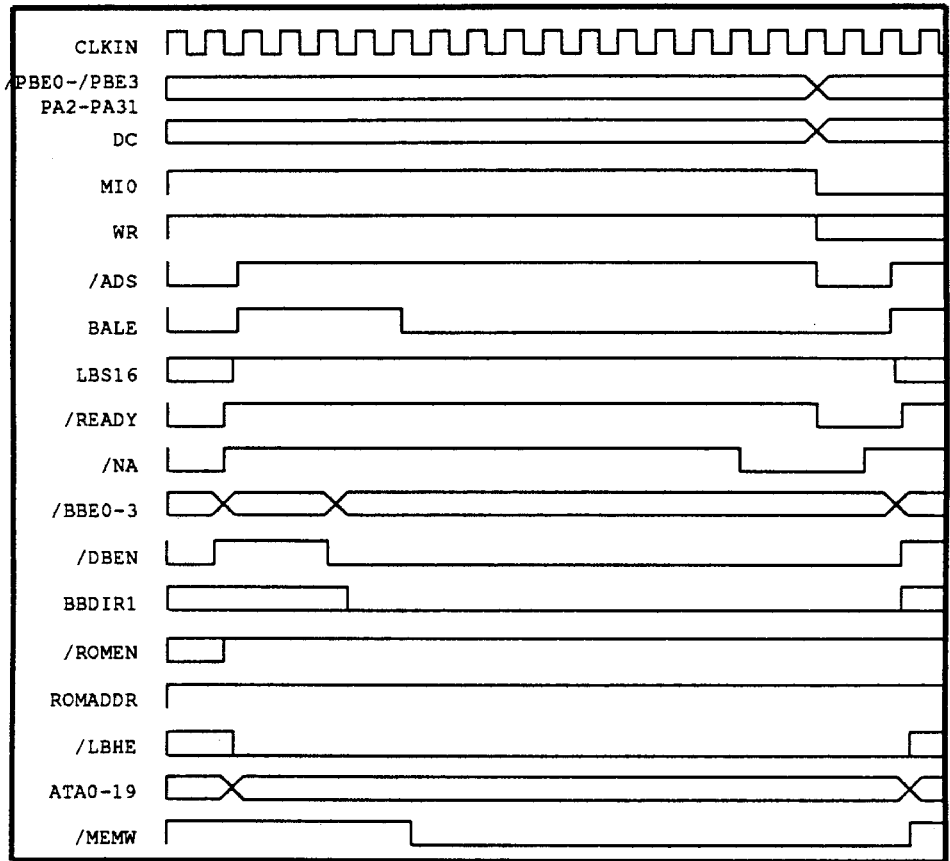 CLKIN
/PBE0-/PBE3
PA2-PA31
DC
MIO
WR
/ADS
BALE
LBS16
/READY
/NA
/BBE0-3
/DBEN
BBDIR1
/ROMEN
ROMADDR
/LBHE
ATA0-19
/MEMW